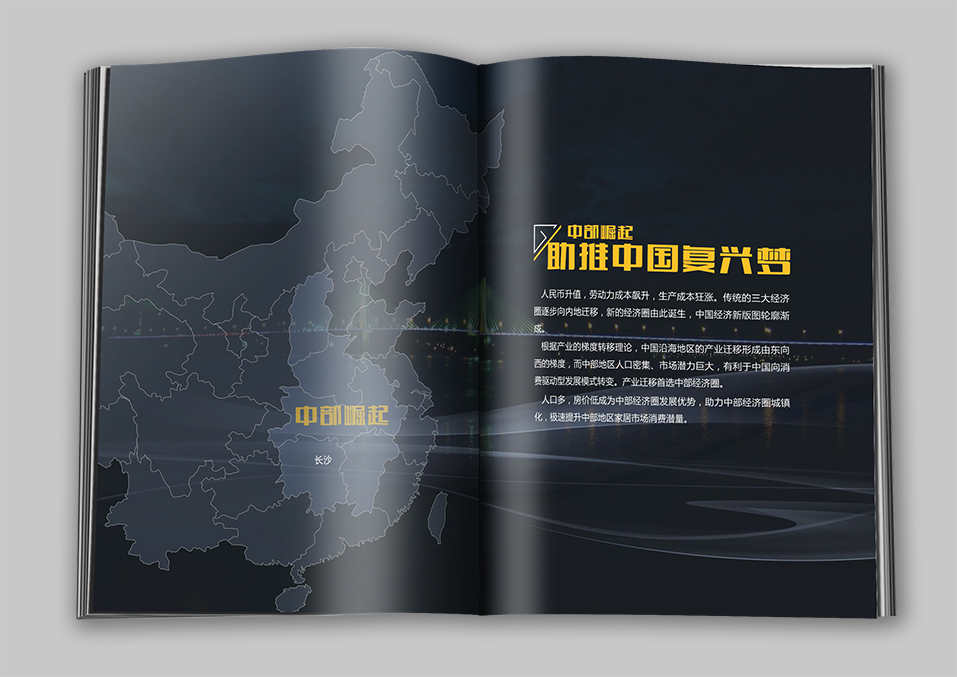 中部崛起
长沙
中部崛起
助推中国复兴梦
人民币升值，劳动力成本飙升，生产成本狂涨。传统的三大经济
圈逐步向内地迁移，新的经济圈由此诞生，中国经济新版图轮廓渐
成。
根据产业的梯度转移理论，中国沿海地区的产业迁移形成由东向
西的梯度，而中部地区人口密集、市场潜力巨大，有利于中国向消
费驱动型发展模式转变。产业迁移首选中部经济圈。
人口多，房价低成为中部经济圈发展优势，助力中部经济圈城镇
化，极速提升中部地区家居市场消费潜量。